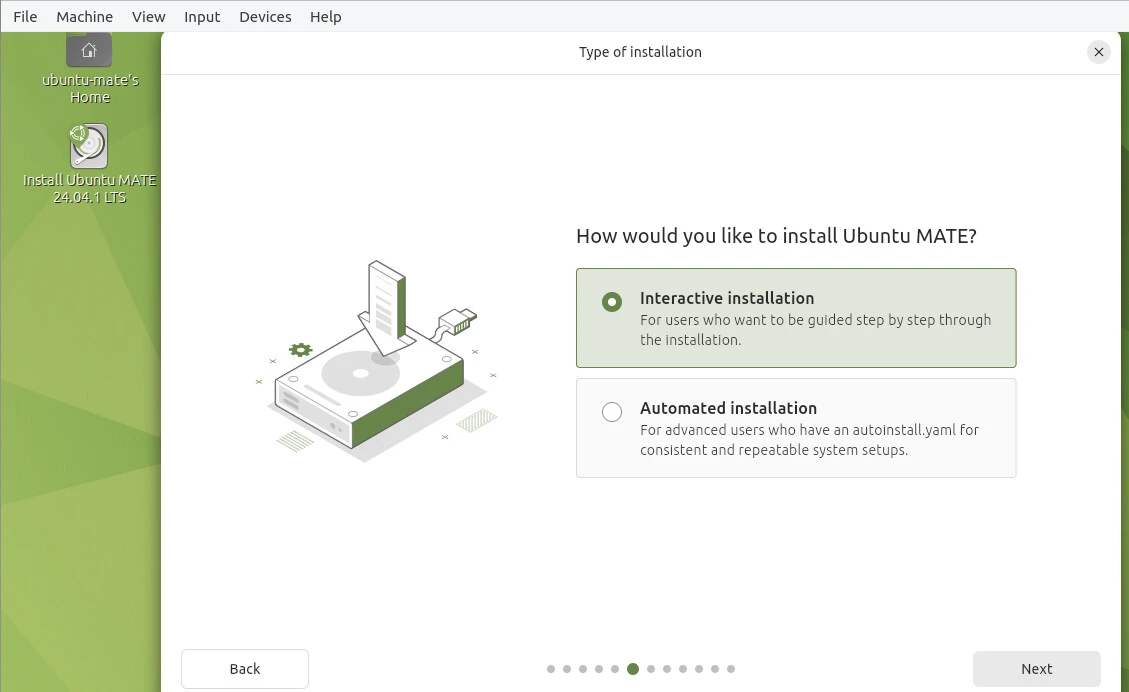 File Machine View Input Devices Help
ubuntu-mate's
Home
Install Ubuntu MATE
24.04.1 LTS
Type of installation
How would you like to install Ubuntu MATE?
Interactive installation
For users who want to be guided step by step through
the installation.
Automated installation
For advanced users who have an autoinstall.yaml for
consistent and repeatable system setups.
Back
Next